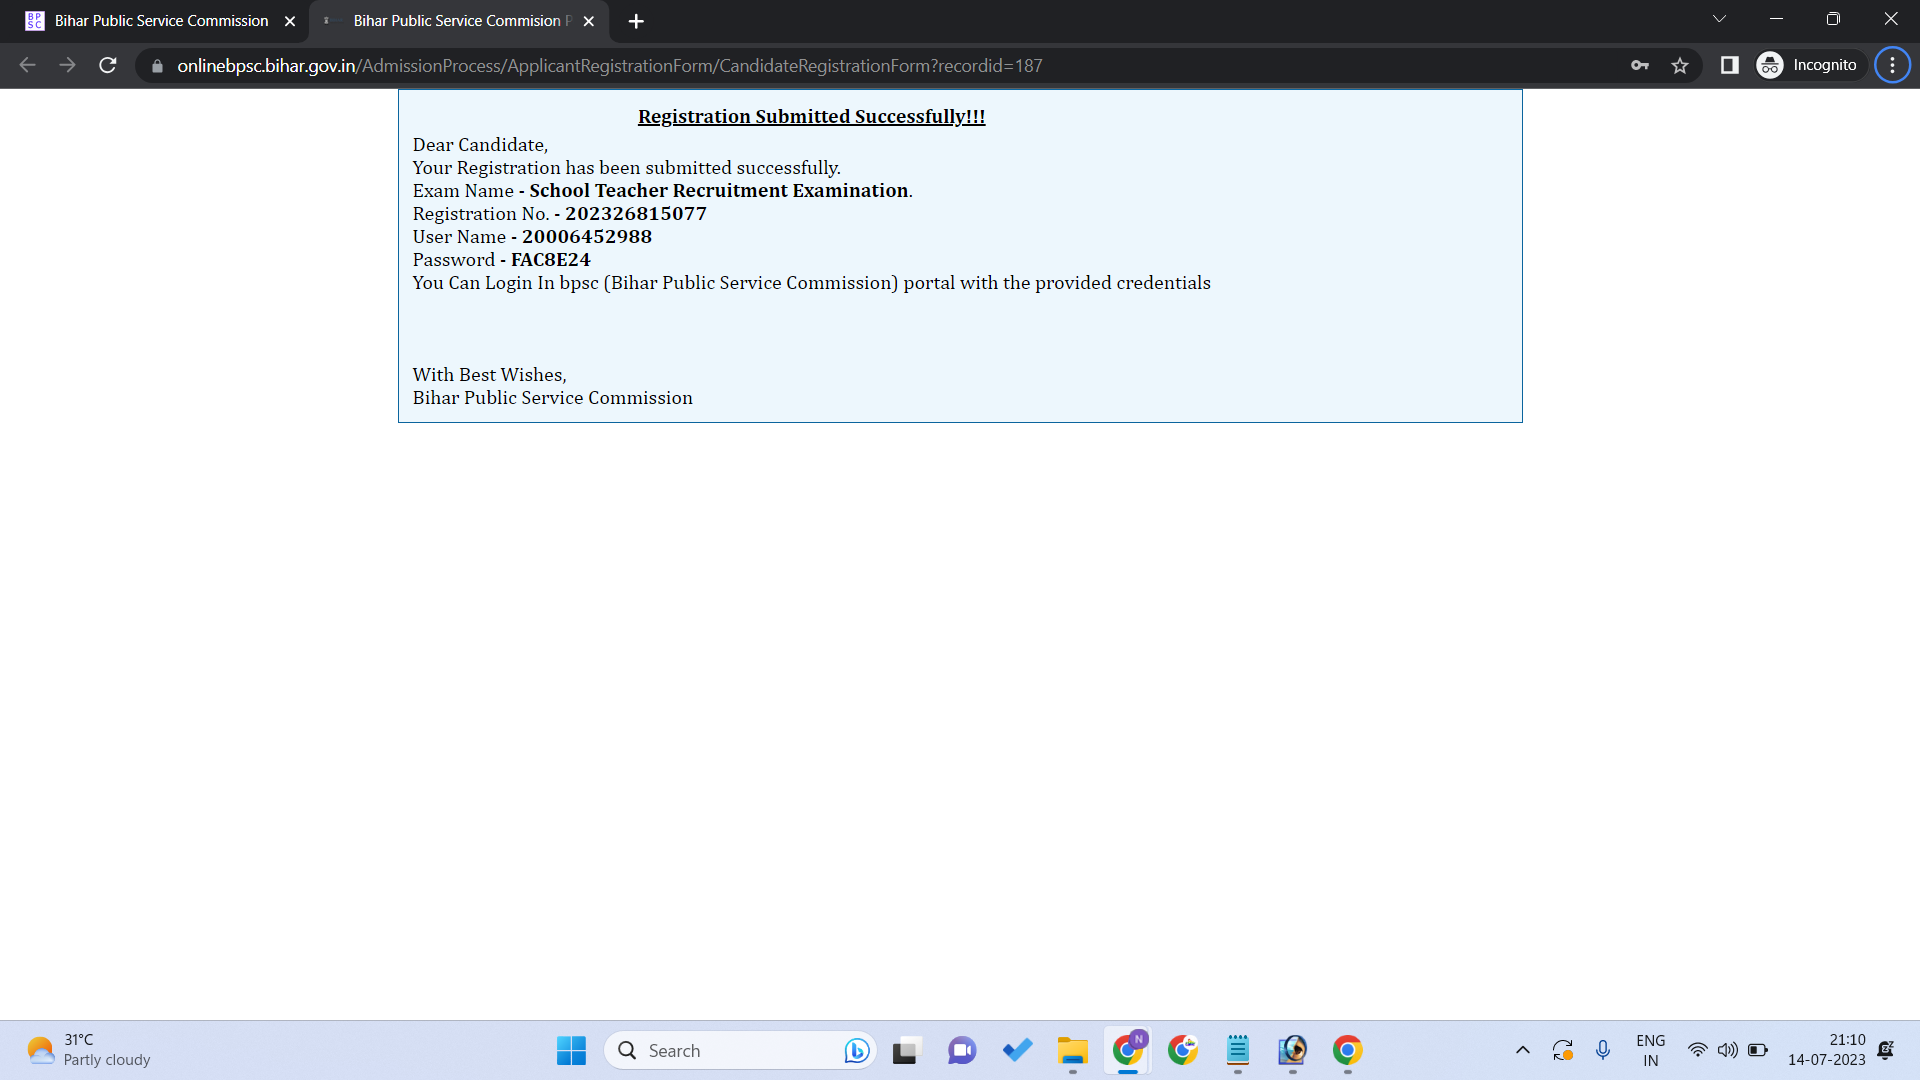 BP
SC
Bihar Public Service Commission
Bihar Public Service Commision P
onlinebpsc.bihar.gov.in/AdmissionProcess/ApplicantRegistrationForm/CandidateRegistrationForm?recordid=187
Incognito
Registration Submitted Successfully!!!
Dear Candidate,
Your Registration has been submitted successfully.
Exam Name - School Teacher Recruitment Examination.
Registration No. - 202326815077
User Name - 20006452988
Password - FAC8E24
You Can Login In bpsc (Bihar Public Service Commission) portal with the provided credentials
With Best Wishes,
Bihar Public Service Commission
31°C
Partly cloudy
Search
N
ENG
IN
21:10
14-07-2023